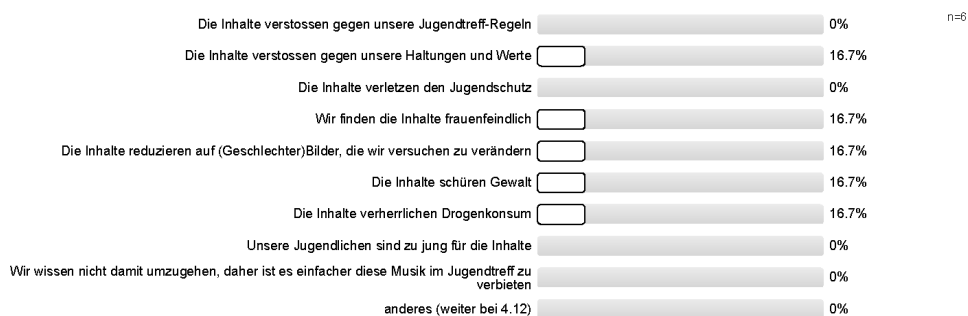 n=6
Die Inhalte verstossen gegen unsere Jugendtreff-Regeln 0%
Die Inhalte verstossen gegen unsere Haltungen und Werte 16.7%
Die Inhalte verletzen den Jugendschutz 0%
Wir finden die Inhalte frauenfeindlich 16.7%
Die Inhalte reduzieren auf (Geschlechter)Bilder, die wir versuchen zu verändern 16.7%
Die Inhalte schüren Gewalt 16.7%
Die Inhalte verherrlichen Drogenkonsum 16.7%
Unsere Jugendlichen sind zu jung für die Inhalte 0%
Wir wissen nicht damit umzugehen, daher ist es einfacher diese Musik im Jugendtreff zu
verbieten 0%
anderes (weiter bei 4.12) 0%